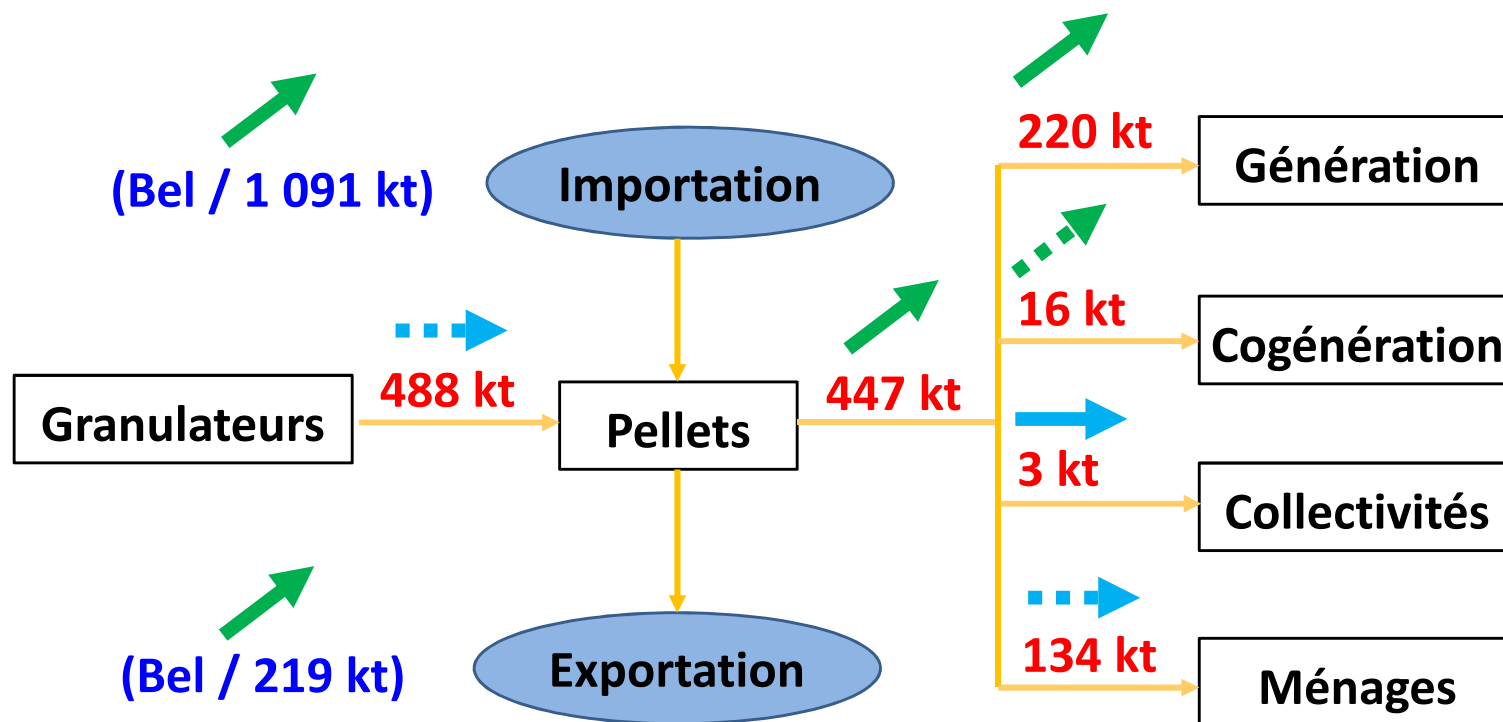 220 kt
Génération
(Bel / 1 091 kt)
Importation
16 kt
Cogénération
488 kt
447 kt
Granulateurs
Pellets
3 kt
Collectivités
(Bel / 219 kt)
Exportation
134 kt
Ménages